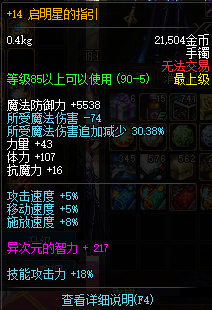 +14 启明星的指引
0.4kg 21,504金币
手镯
无法交易
等级85以上可以使用 (90-5) 最上级
魔法防御力 +5538
所受魔法伤害 -74
所受魔法伤害追加减少 30.38%
力量 +43
体力 +107
抗魔力 +16
攻击速度 +5%
移动速度 +5%
施放速度 +8%
异次元的智力 + 217
技能攻击力 +18%
查看详细说明(F4)